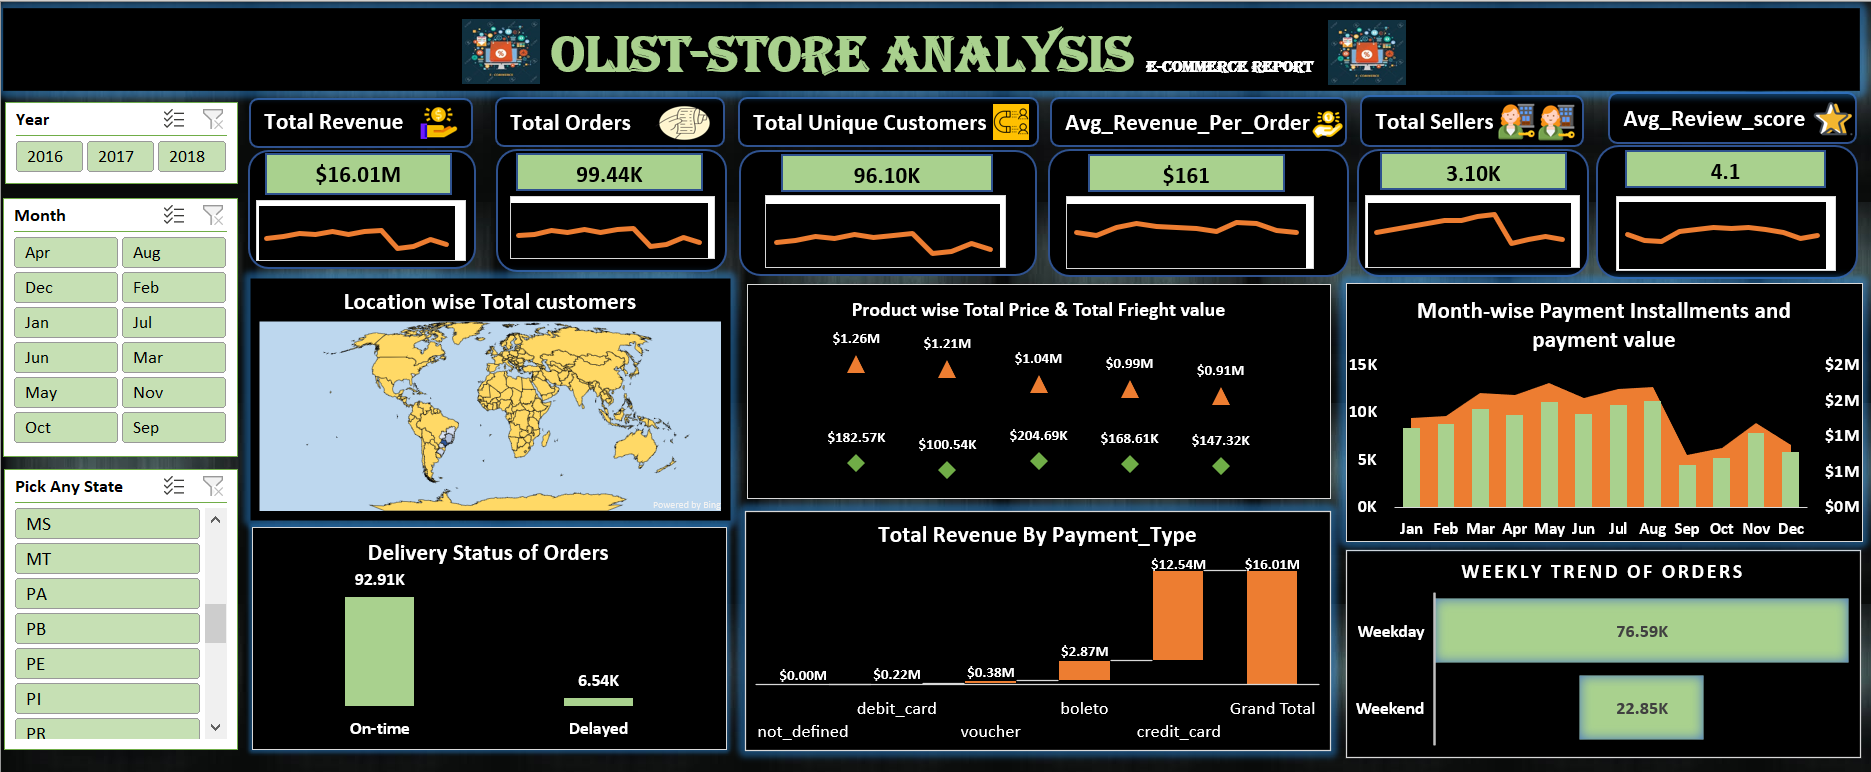 OLIST-STORE ANALYSIS E-COMMERCE REPORT
Year
2016 2017 2018
Month
Apr Aug
Dec Feb
Jan Jul
Jun Mar
May Nov
Oct Sep
Pick Any State
MS
MT
PA
PB
PE
PI
PR
Total Revenue
$16.01M
Total Orders
99.44K
Total Unique Customers
96.10K
Avg_Revenue_Per_Order
$161
Total Sellers
3.10K
Avg_Review_score
4.1
Location wise Total customers
Powered by Bing
Product wise Total Price & Total Frieght value
$1.26M $1.21M $1.04M $0.99M $0.91M
$182.57K $100.54K $204.69K $168.61K $147.32K
Month-wise Payment Installments and
payment value
15K $2M
10K $2M
$1M
5K $1M
0K $0M
Jan Feb Mar Apr May Jun Jul Aug Sep Oct Nov Dec
Delivery Status of Orders
92.91K
6.54K
On-time Delayed
Total Revenue By Payment_Type
$12.54M $16.01M
$2.87M
$0.00M $0.22M $0.38M
debit_card boleto Grand Total
not_defined voucher credit_card
WEEKLY TREND OF ORDERS
Weekday 76.59K
Weekend 22.85K